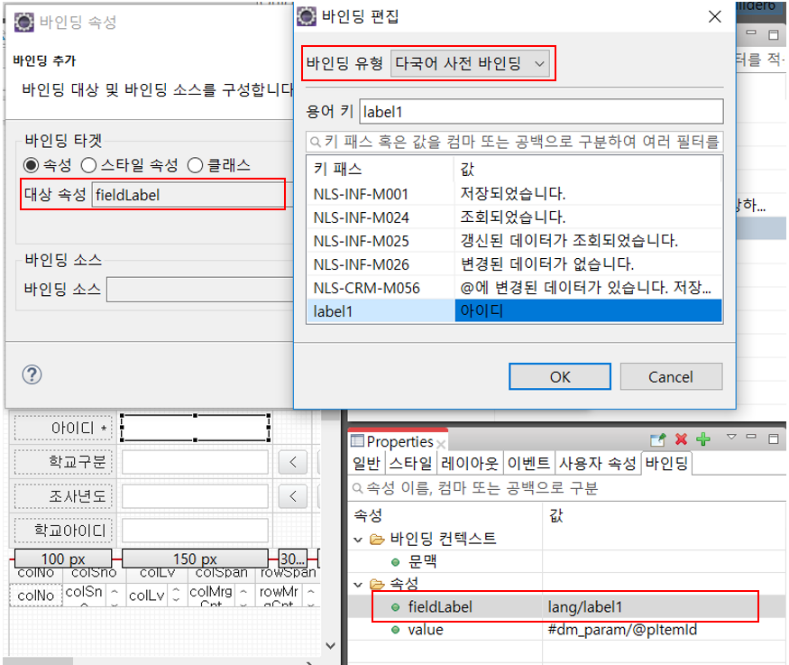 바인딩 속성
바인딩 추가
바인딩 대상 및 바인딩 소스를 구성합니다
바인딩 타겟
속성 스타일 속성 클래스
대상 속성 fieldLabel
바인딩 소스
바인딩 소스
바인딩 편집
바인딩 유형 다국어 사전 바인딩
용어 키 label1
키 패스 혹은 값을 컴마 또는 공백으로 구분하여 여러 필터를
키 패스 값
NLS-INF-M001 저장되었습니다.
NLS-INF-M024 조회되었습니다.
NLS-INF-M025 갱신된 데이터가 조회되었습니다.
NLS-INF-M026 변경된 데이터가 없습니다.
NLS-CRM-M056 @에 변경된 데이터가 있습니다. 저장...
label1 아이디
OK Cancel
터를 적
하...
아이디 *
학교구분 <
조사년도 <
학교아이디
100 px 150 px 30...
colNo colSno colLv colSpan rowSpan
colNo colSn colLv colMrg rowMr
Properties
일반 스타일 레이아웃 이벤트 사용자 속성 바인딩
속성 이름, 컴마 또는 공백으로 구분
속성 값
바인딩 컨텍스트
문맥
속성
fieldLabel lang/label1
value #dm_param/@pItemId